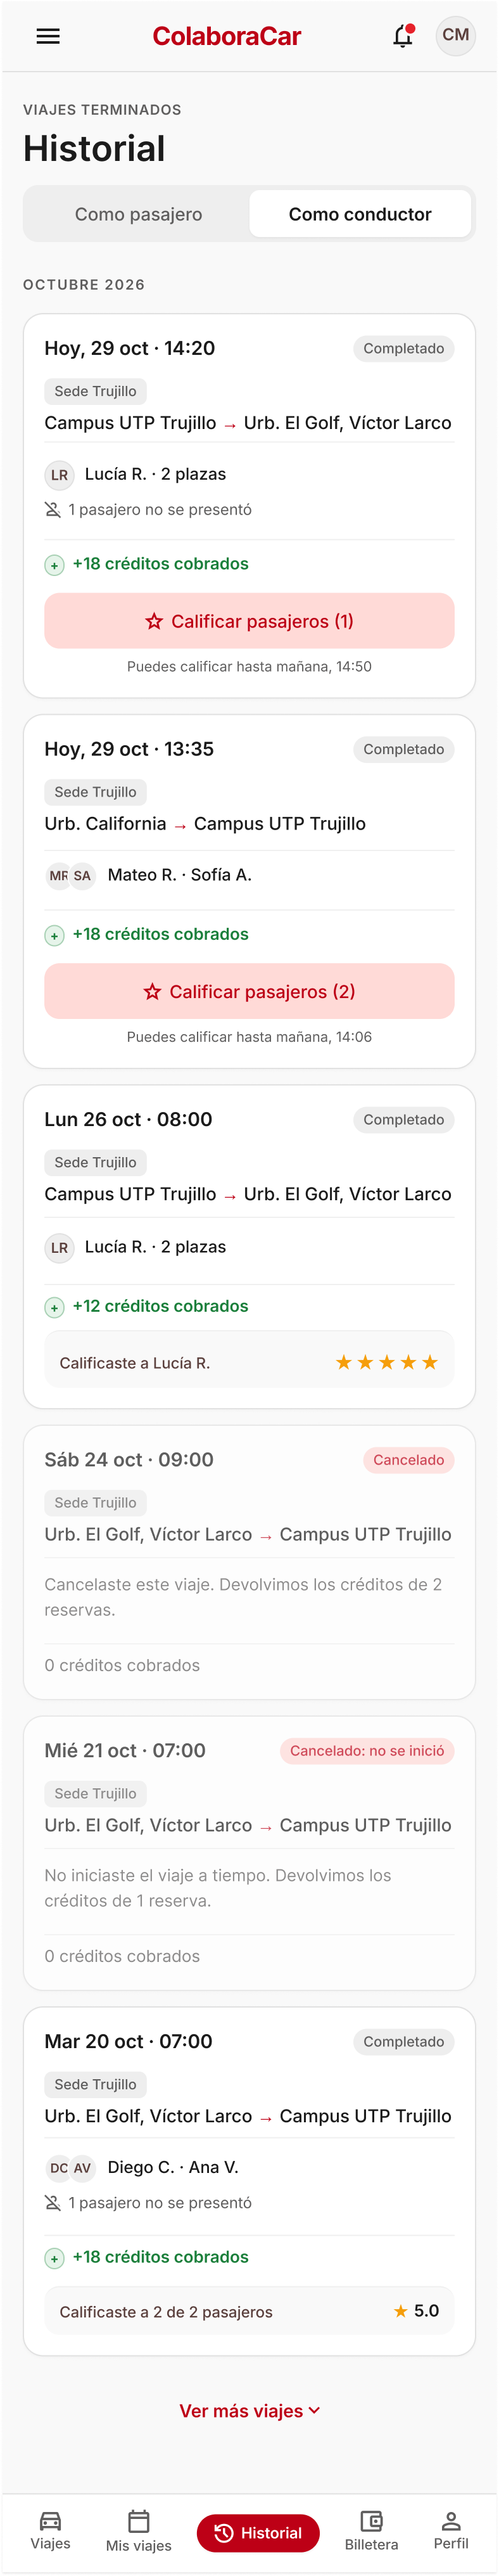 ColaboraCar
CM
VIAJES TERMINADOS
Historial
Como pasajero
Como conductor
OCTUBRE 2026
Hoy, 29 oct · 14:20
Completado
Sede Trujillo
Campus UTP Trujillo → Urb. El Golf, Víctor Larco
LR
Lucía R. · 2 plazas
1 pasajero no se presentó
+18 créditos cobrados
Calificar pasajeros (1)
Puedes calificar hasta mañana, 14:50
Hoy, 29 oct · 13:35
Completado
Sede Trujillo
Urb. California → Campus UTP Trujillo
MR SA
Mateo R. · Sofía A.
+18 créditos cobrados
Calificar pasajeros (2)
Puedes calificar hasta mañana, 14:06
Lun 26 oct · 08:00
Completado
Sede Trujillo
Campus UTP Trujillo → Urb. El Golf, Víctor Larco
LR
Lucía R. · 2 plazas
+12 créditos cobrados
Calificaste a Lucía R.
★★★★★
Sáb 24 oct · 09:00
Cancelado
Sede Trujillo
Urb. El Golf, Víctor Larco → Campus UTP Trujillo
Cancelaste este viaje. Devolvimos los créditos de 2
reservas.
0 créditos cobrados
Mié 21 oct · 07:00
Cancelado: no se inició
Sede Trujillo
Urb. El Golf, Víctor Larco → Campus UTP Trujillo
No iniciaste el viaje a tiempo. Devolvimos los
créditos de 1 reserva.
0 créditos cobrados
Mar 20 oct · 07:00
Completado
Sede Trujillo
Urb. El Golf, Víctor Larco → Campus UTP Trujillo
DC AV
Diego C. · Ana V.
1 pasajero no se presentó
+18 créditos cobrados
Calificaste a 2 de 2 pasajeros
★ 5.0
Ver más viajes
Viajes
Mis viajes
Historial
Billetera
Perfil